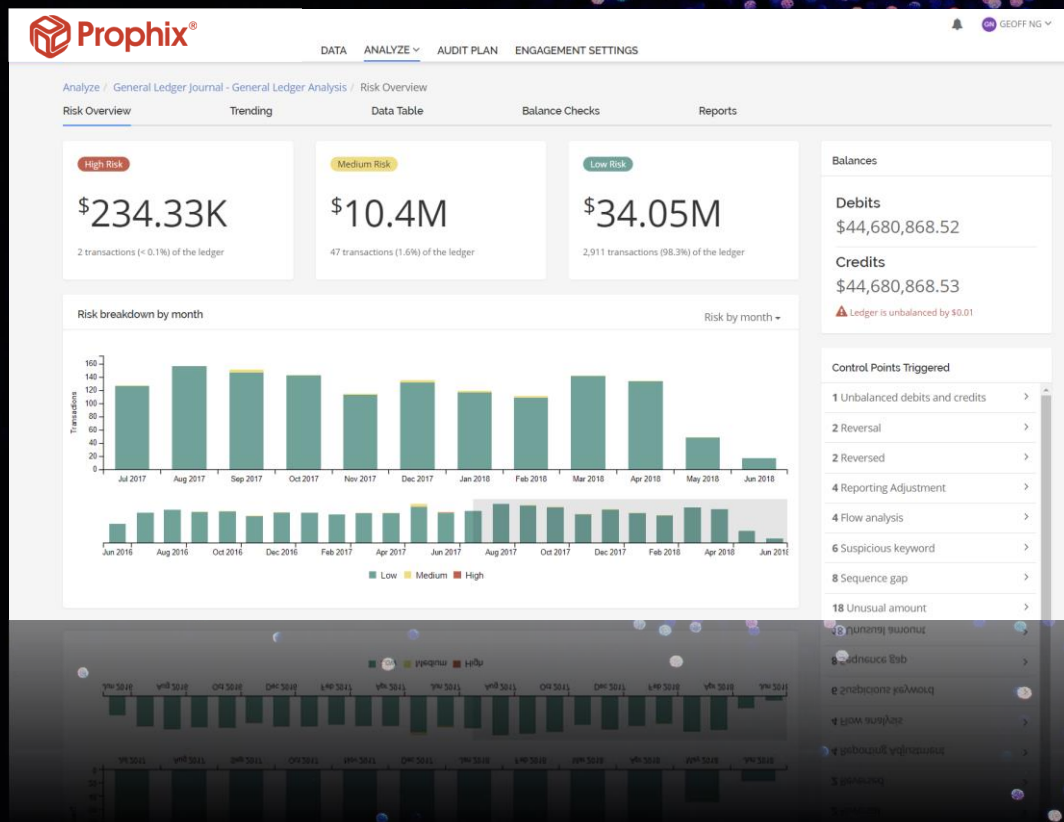 Prophix®
GN GEOFF NG
DATA ANALYZE AUDIT PLAN ENGAGEMENT SETTINGS
Analyze / General Ledger Journal - General Ledger Analysis / Risk Overview
Risk Overview Trending Data Table Balance Checks Reports
High Risk
$234.33K
2 transactions (< 0.1%) of the ledger
Medium Risk
$10.4M
47 transactions (1.6%) of the ledger
Low Risk
$34.05M
2,911 transactions (98.3%) of the ledger
Balances
Debits
$44,680,868.52
Credits
$44,680,868.53
Ledger is unbalanced by $0.01
Risk breakdown by month
Risk by month
Transactions
160
140
120
100
80
60
40
20
0
Jul 2017 Aug 2017 Sep 2017 Oct 2017 Nov 2017 Dec 2017 Jan 2018 Feb 2018 Mar 2018 Apr 2018 May 2018 Jun 2018
Jun 2016 Aug 2016 Oct 2016 Dec 2016 Feb 2017 Apr 2017 Jun 2017 Aug 2017 Oct 2017 Dec 2017 Feb 2018 Apr 2018 Jun 2018
Low Medium High
Control Points Triggered
1 Unbalanced debits and credits
2 Reversal
2 Reversed
4 Reporting Adjustment
4 Flow analysis
6 Suspicious keyword
8 Sequence gap
18 Unusual amount